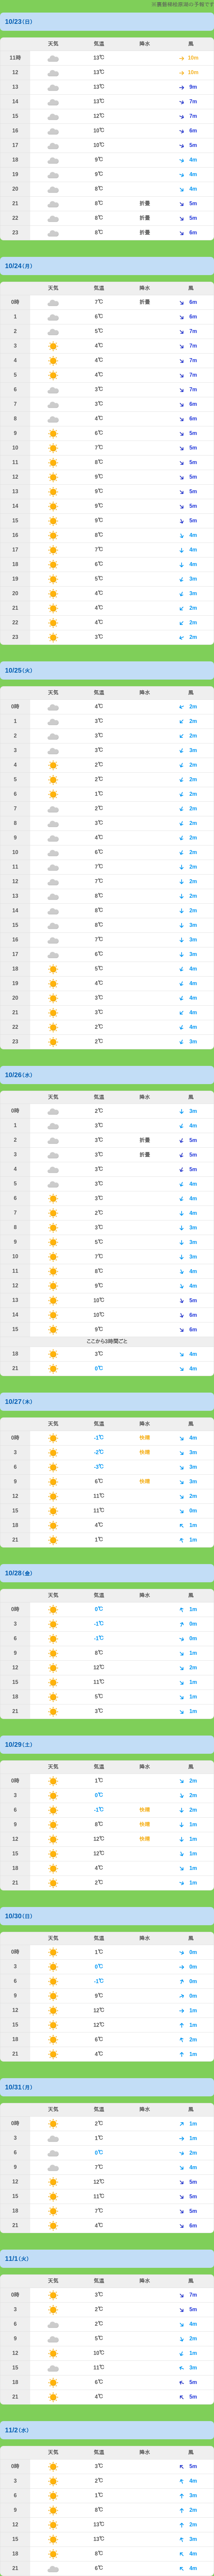 ※農業移転部隊の予報です
10/23(日)
天気 気温 降水 風
11時 13℃ 10m
12 13℃ 10m
13 13℃ 9m
14 13℃ 7m
15 12℃ 7m
16 10℃ 6m
17 10℃ 5m
18 9℃ 4m
19 9℃ 4m
20 8℃ 4m
21 8℃ 折畳 5m
22 8℃ 折畳 5m
23 8℃ 折畳 6m
10/24(月)
天気 気温 降水 風
0時 7℃ 折畳 6m
1 6℃ 6m
2 5℃ 7m
3 4℃ 7m
4 4℃ 7m
5 4℃ 7m
6 3℃ 7m
7 3℃ 6m
8 4℃ 6m
9 6℃ 5m
10 7℃ 5m
11 8℃ 5m
12 9℃ 5m
13 9℃ 5m
14 9℃ 5m
15 9℃ 5m
16 8℃ 4m
17 7℃ 4m
18 6℃ 4m
19 5℃ 3m
20 4℃ 3m
21 4℃ 2m
22 4℃ 2m
23 3℃ 2m
10/25(火)
天気 気温 降水 風
0時 4℃ 2m
1 3℃ 2m
2 3℃ 2m
3 3℃ 3m
4 2℃ 2m
5 2℃ 2m
6 1℃ 2m
7 2℃ 2m
8 3℃ 2m
9 4℃ 2m
10 6℃ 2m
11 7℃ 2m
12 7℃ 2m
13 8℃ 2m
14 8℃ 2m
15 8℃ 3m
16 7℃ 3m
17 6℃ 3m
18 5℃ 4m
19 4℃ 4m
20 3℃ 4m
21 3℃ 4m
22 2℃ 4m
23 2℃ 3m
10/26(水)
天気 気温 降水 風
0時 2℃ 3m
1 3℃ 4m
2 3℃ 折畳 5m
3 3℃ 折畳 5m
4 3℃ 5m
5 3℃ 4m
6 3℃ 4m
7 2℃ 4m
8 3℃ 3m
9 5℃ 3m
10 7℃ 3m
11 8℃ 4m
12 9℃ 4m
13 10℃ 5m
14 10℃ 6m
15 9℃ 6m
ここから3時間ごと
18 3℃ 4m
21 0℃ 4m
10/27(木)
天気 気温 降水 風
0時 -1℃ 快標 4m
3 -2℃ 快標 3m
6 -3℃ 3m
9 6℃ 快標 3m
12 11℃ 2m
15 11℃ 0m
18 4℃ 1m
21 1℃ 1m
10/28(金)
天気 気温 降水 風
0時 0℃ 1m
3 -1℃ 0m
6 -1℃ 0m
9 8℃ 1m
12 12℃ 2m
15 11℃ 1m
18 5℃ 1m
21 3℃ 1m
10/29(土)
天気 気温 降水 風
0時 1℃ 2m
3 0℃ 2m
6 -1℃ 快標 2m
9 8℃ 快標 1m
12 12℃ 快標 1m
15 12℃ 1m
18 4℃ 1m
21 2℃ 1m
10/30(日)
天気 気温 降水 風
0時 1℃ 0m
3 0℃ 0m
6 -1℃ 0m
9 9℃ 0m
12 12℃ 1m
15 12℃ 1m
18 6℃ 2m
21 4℃ 1m
10/31(月)
天気 気温 降水 風
0時 2℃ 1m
3 1℃ 1m
6 0℃ 2m
9 7℃ 4m
12 12℃ 5m
15 11℃ 5m
18 7℃ 5m
21 4℃ 6m
11/1(火)
天気 気温 降水 風
0時 3℃ 7m
3 2℃ 5m
6 2℃ 4m
9 5℃ 2m
12 10℃ 1m
15 11℃ 3m
18 6℃ 5m
21 4℃ 5m
11/2(水)
天気 気温 降水 風
0時 3℃ 5m
3 2℃ 4m
6 1℃ 3m
9 8℃ 2m
12 13℃ 2m
15 13℃ 3m
18 8℃ 4m
21 6℃ 4m